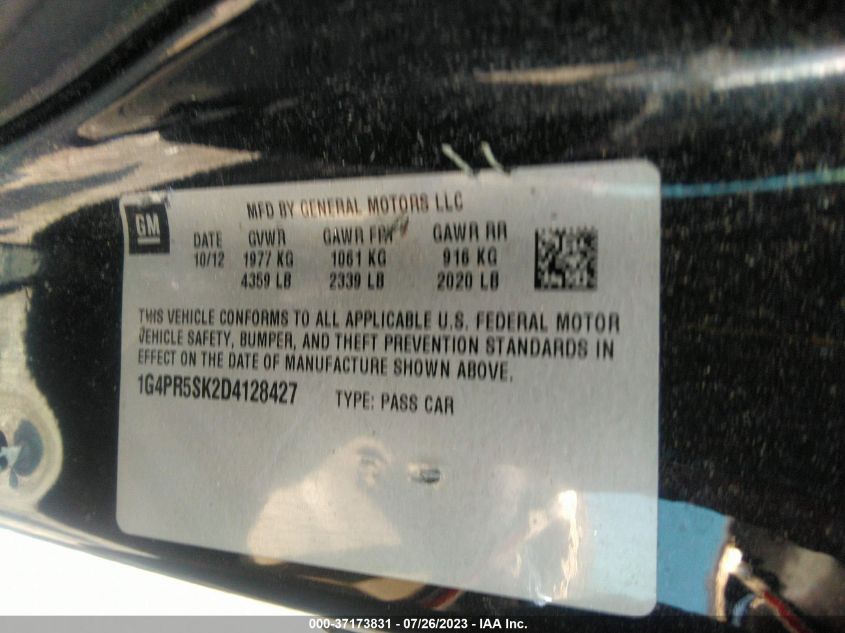 GM
MFD BY GENERAL MOTORS LLC
DATE GVWR GAWR FRT GAWR RR
10/12 1977 KG 1061 KG 916 KG
4359 LB 2339 LB 2020 LB
THIS VEHICLE CONFORMS TO ALL APPLICABLE U.S. FEDERAL MOTOR
VEHICLE SAFETY, BUMPER, AND THEFT PREVENTION STANDARDS IN
EFFECT ON THE DATE OF MANUFACTURE SHOWN ABOVE.
1G4PR5SK2D4128427 TYPE: PASS CAR
000-37173831 - 07/26/2023 - IAA Inc.